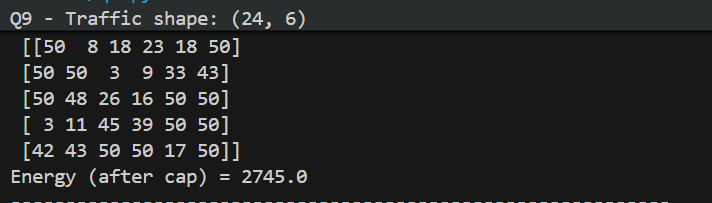 Q9 - Traffic shape: (24, 6)
[[50  8 18 23 18 50]
[50 50  3  9 33 43]
[50 48 26 16 50 50]
[ 3 11 45 39 50 50]
[42 43 50 50 17 50]]
Energy (after cap) = 2745.0
------------------------------------------------------------